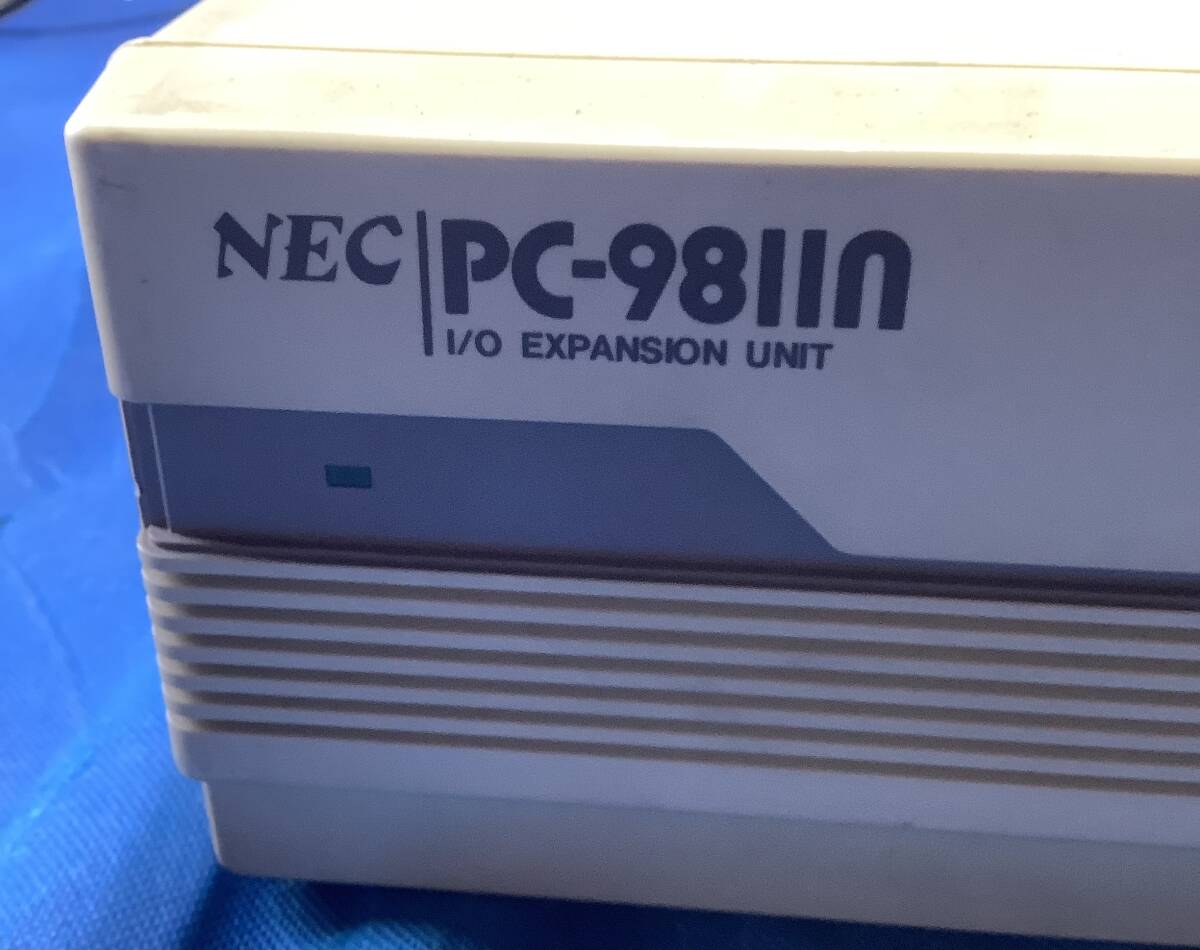 NEC PC-9811n
I/O EXPANSION UNIT